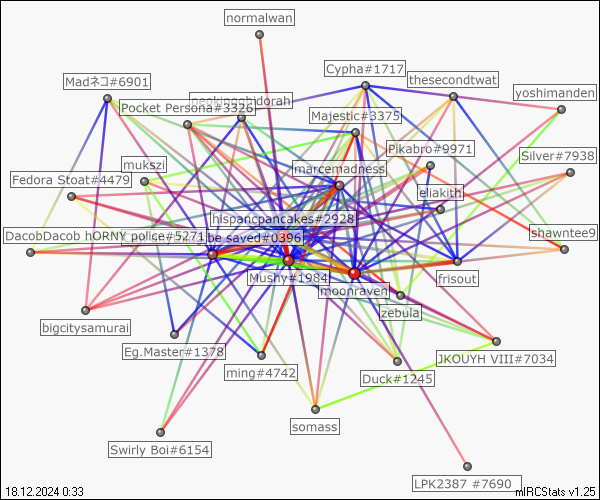 normalwan
Cypha#1717
thesecondtwat
Madネコ#6901
yoshimanden
Pocket Persona#3326
Majestic#3375
Pikabro#9971
mukszi
Silver#7938
marcemadness
Fedora Stoat#4479
eliakith
hispancpancakes#2928
DacobDacob hORNY police#5271
be saved#0396
shawntee9
Mushy#1984
moonraven
frisout
zebula
bigcitysamurai
Eg.Master#1378
JKOUYH VIII#7034
ming#4742
Duck#1245
somass
Swirly Boi#6154
LPK2387 #7690
18.12.2024 0:33
mIRCStats v1.25